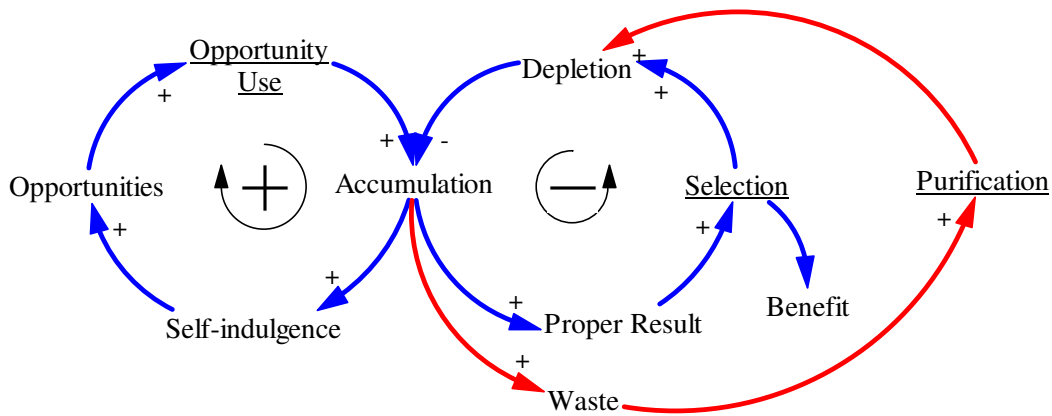 Opportunity
Use
Depletion
+
+
+
+
-
Opportunities
+
Accumulation
—
Selection
Purification
+
+
+
+
+
Self-indulgence
Proper Result
Benefit
+
Waste